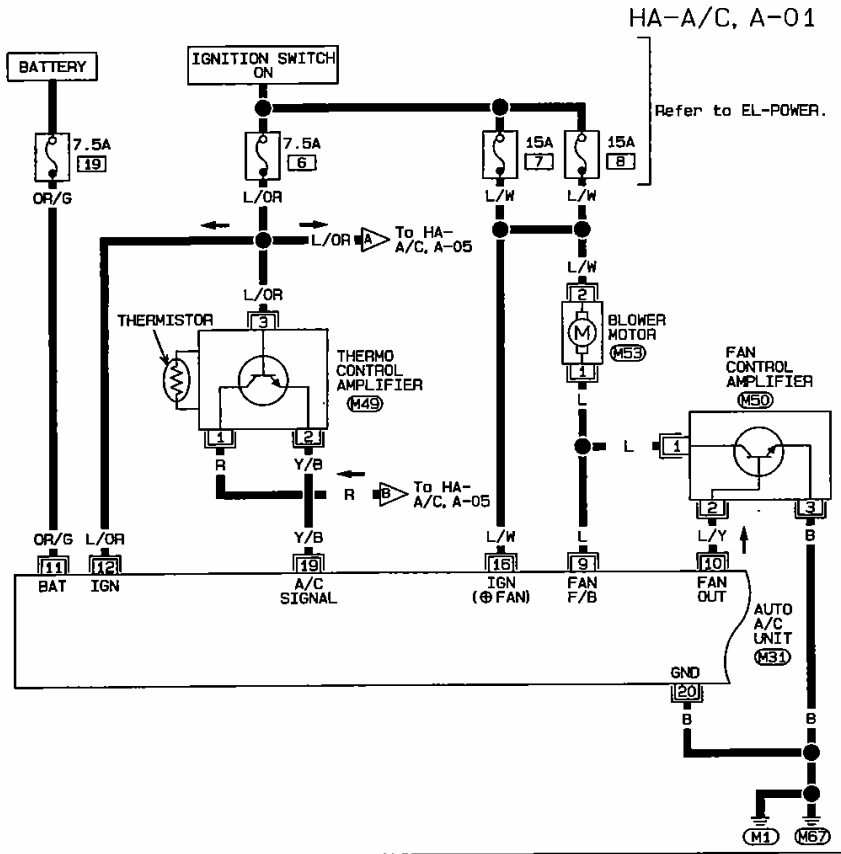 HA-A/C, A-01
BATTERY
IGNITION SWITCH
ON
Refer to EL-POWER.
7.5A
19
7.5A
6
15A
7
15A
8
OR/G
L/OR
L/W
L/W
L/OR
A
To HA-
A/C, A-05
L/W
L/OR
2
3
THERMISTOR
M
BLOWER
MOTOR
M53
1
THERMO
CONTROL
AMPLIFIER
M49
FAN
CONTROL
AMPLIFIER
M50
L
1
2
L
1
R
Y/B
R
B
To HA-
A/C, A-05
2
3
OR/G
L/OR
Y/B
L/W
L
L/Y
B
11
12
19
16
9
10
BAT
IGN
A/C
SIGNAL
IGN
(⊕FAN)
FAN
F/B
FAN
OUT
AUTO
A/C
UNIT
M31
GND
20
B
B
M1
M67